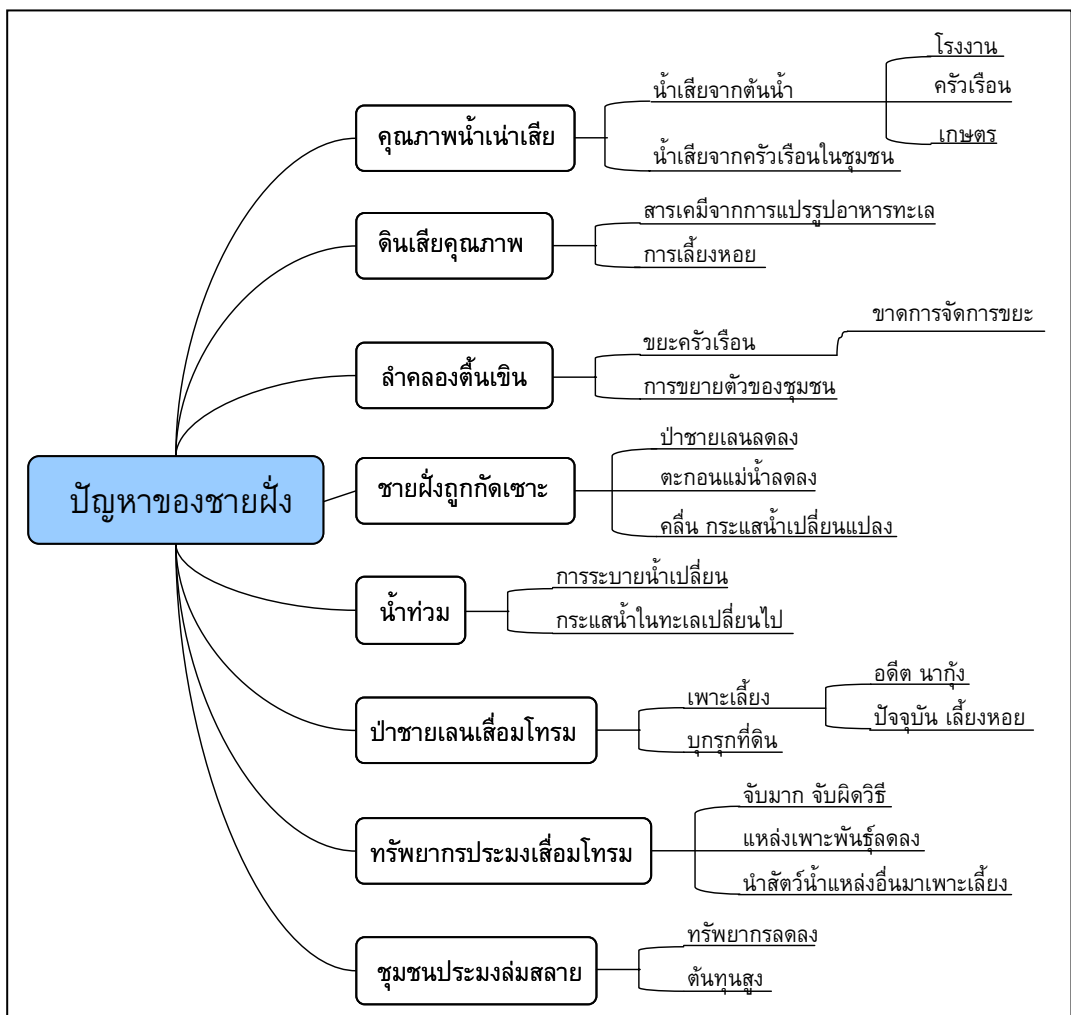 ปัญหาของชายฝั่ง
คุณภาพน้ำเน่าเสีย
น้ำเสียจากต้นน้ำ
โรงงาน
ครัวเรือน
เกษตร
น้ำเสียจากครัวเรือนในชุมชน
ดินเสียคุณภาพ
สารเคมีจากการแปรรูปอาหารทะเล
การเลี้ยงหอย
ลำคลองตื้นเขิน
ขยะครัวเรือน
ขาดการจัดการขยะ
การขยายตัวของชุมชน
ชายฝั่งถูกกัดเซาะ
ป่าชายเลนลดลง
ตะกอนแม่น้ำลดลง
คลื่น กระแสน้ำเปลี่ยนแปลง
น้ำท่วม
การระบายน้ำเปลี่ยน
กระแสน้ำในทะเลเปลี่ยนไป
ป่าชายเลนเสื่อมโทรม
เพาะเลี้ยง
อดีต นากุ้ง
ปัจจุบัน เลี้ยงหอย
บุกรุกที่ดิน
ทรัพยากรประมงเสื่อมโทรม
จับมาก จับผิดวิธี
แหล่งเพาะพันธุ์ลดลง
นำสัตว์น้ำแหล่งอื่นมาเพาะเลี้ยง
ชุมชนประมงล่มสลาย
ทรัพยากรลดลง
ต้นทุนสูง